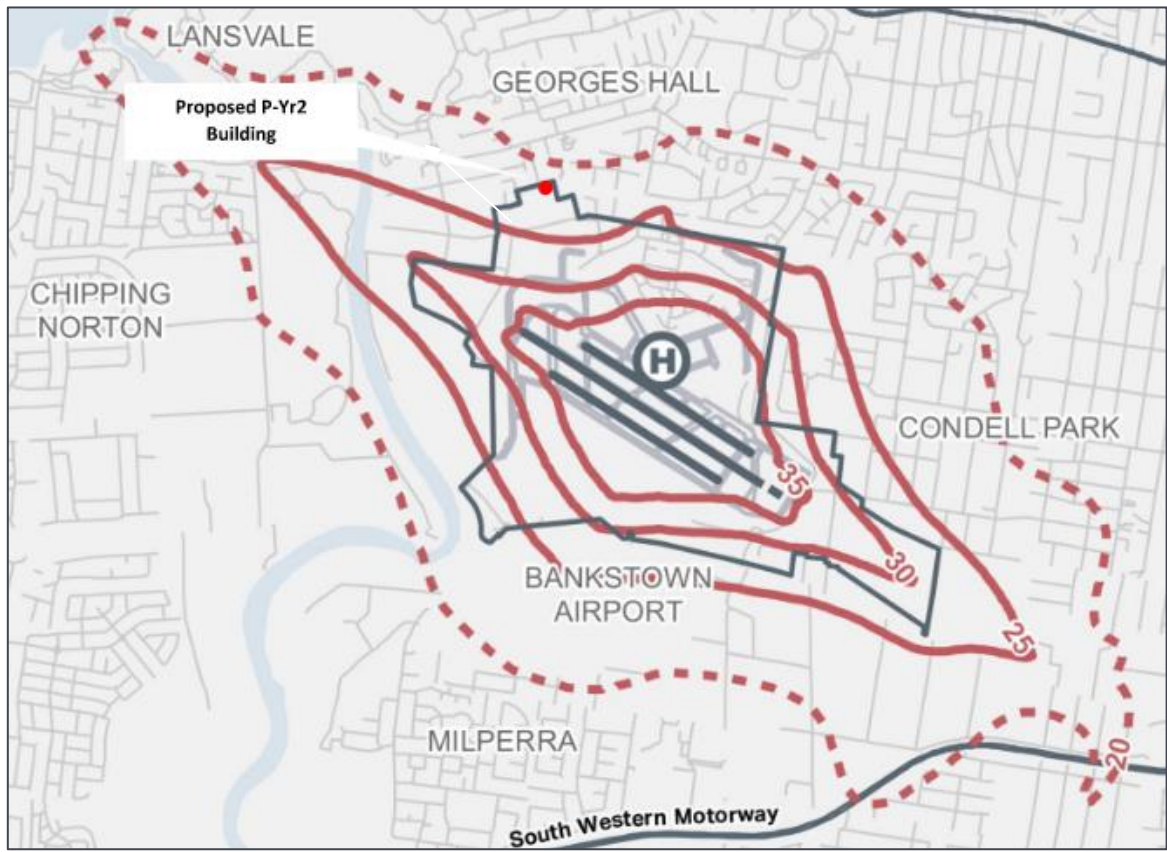 LANSVALE
GEORGES HALL
Proposed P-Yr2
Building
CHIPPING
NORTON
H
CONDELL PARK
35
30
BANKSTOWN
AIRPORT
25
MILPERRA
20
South Western Motorway